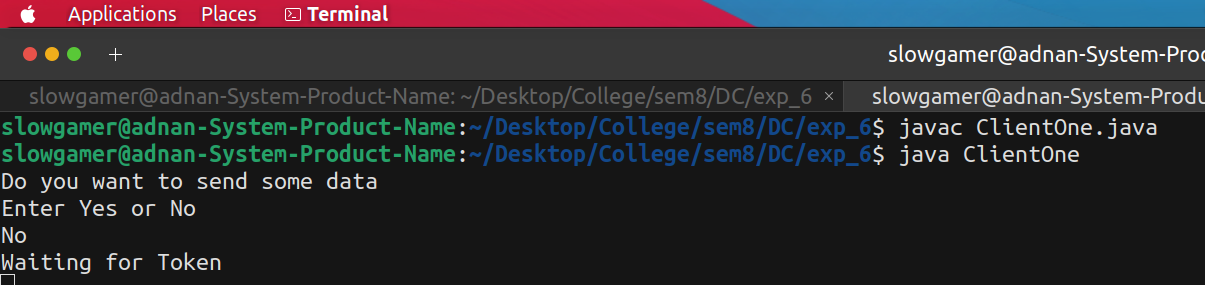 Applications Places Terminal
slowgamer@adnan-System-Prod
slowgamer@adnan-System-Product-Name: ~/Desktop/College/sem8/DC/exp_6 × slowgamer@adnan-System-Produ
slowgamer@adnan-System-Product-Name:~/Desktop/College/sem8/DC/exp_6$ javac ClientOne.java
slowgamer@adnan-System-Product-Name:~/Desktop/College/sem8/DC/exp_6$ java ClientOne
Do you want to send some data
Enter Yes or No
No
Waiting for Token